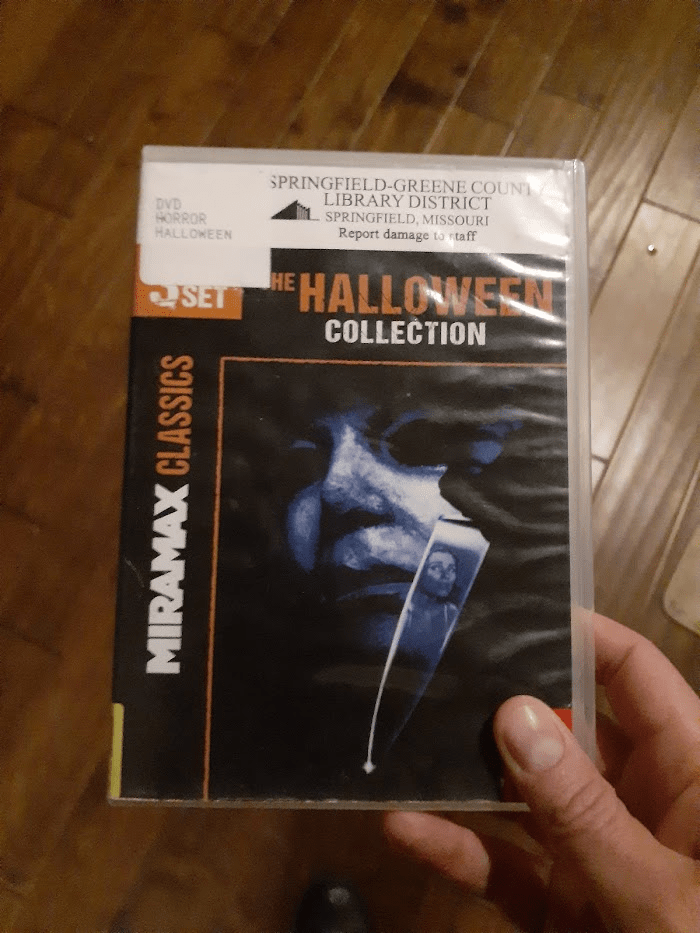 DVD
HORROR
HALLOWEEN
SPRINGFIELD-GREENE COUNTY
LIBRARY DISTRICT
SPRINGFIELD, MISSOURI
Report damage to staff
SET
HE HALLOWEEN
COLLECTION
MIRAMAX CLASSICS